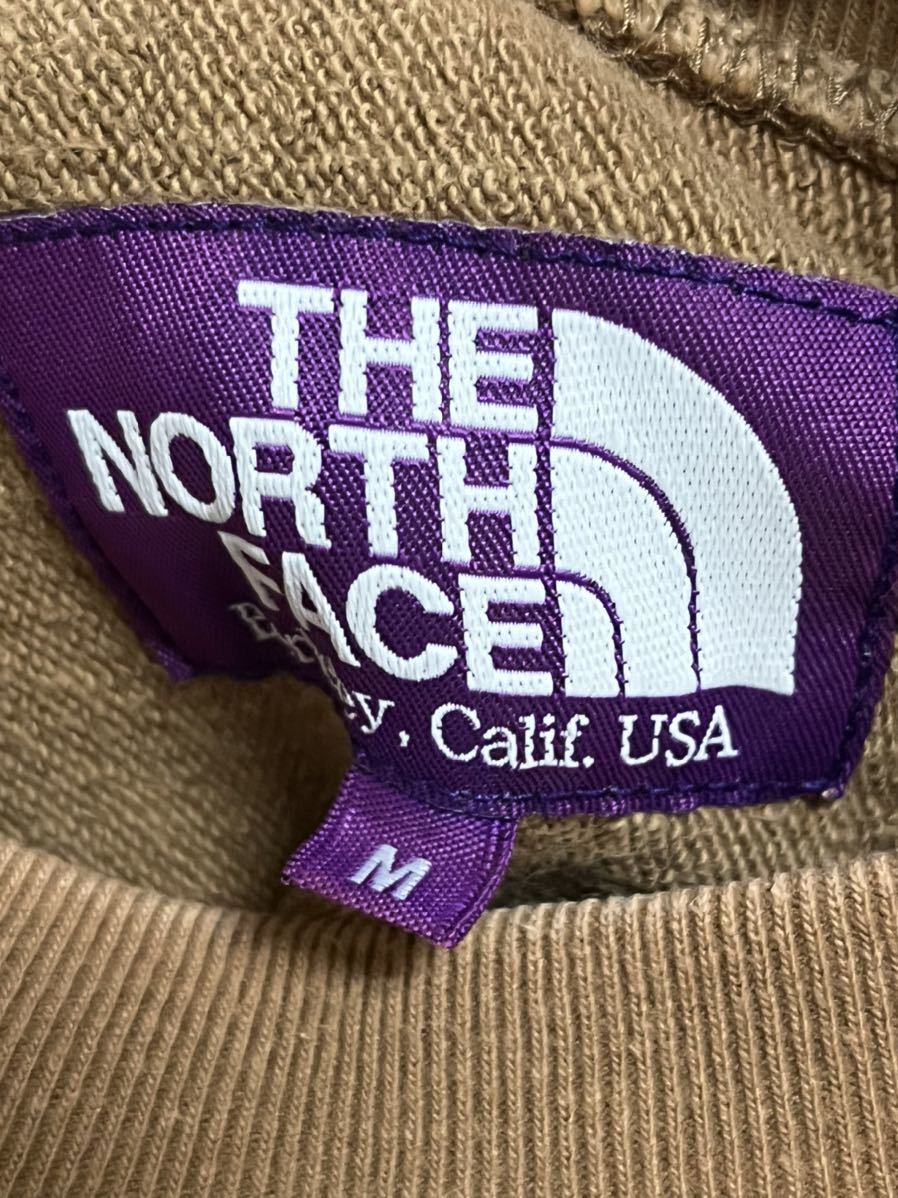 THE
NORTH
FACE
, Calif. USA
M